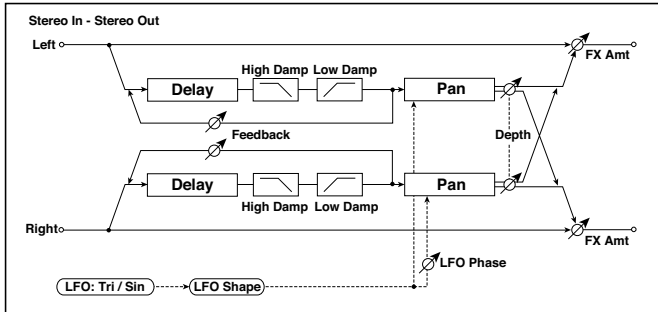 Stereo In - Stereo Out
Left
FX Amt
High Damp
Low Damp
Delay
Pan
Feedback
Depth
Delay
Pan
High Damp
Low Damp
Right
FX Amt
LFO Phase
LFO: Tri / Sin
LFO Shape